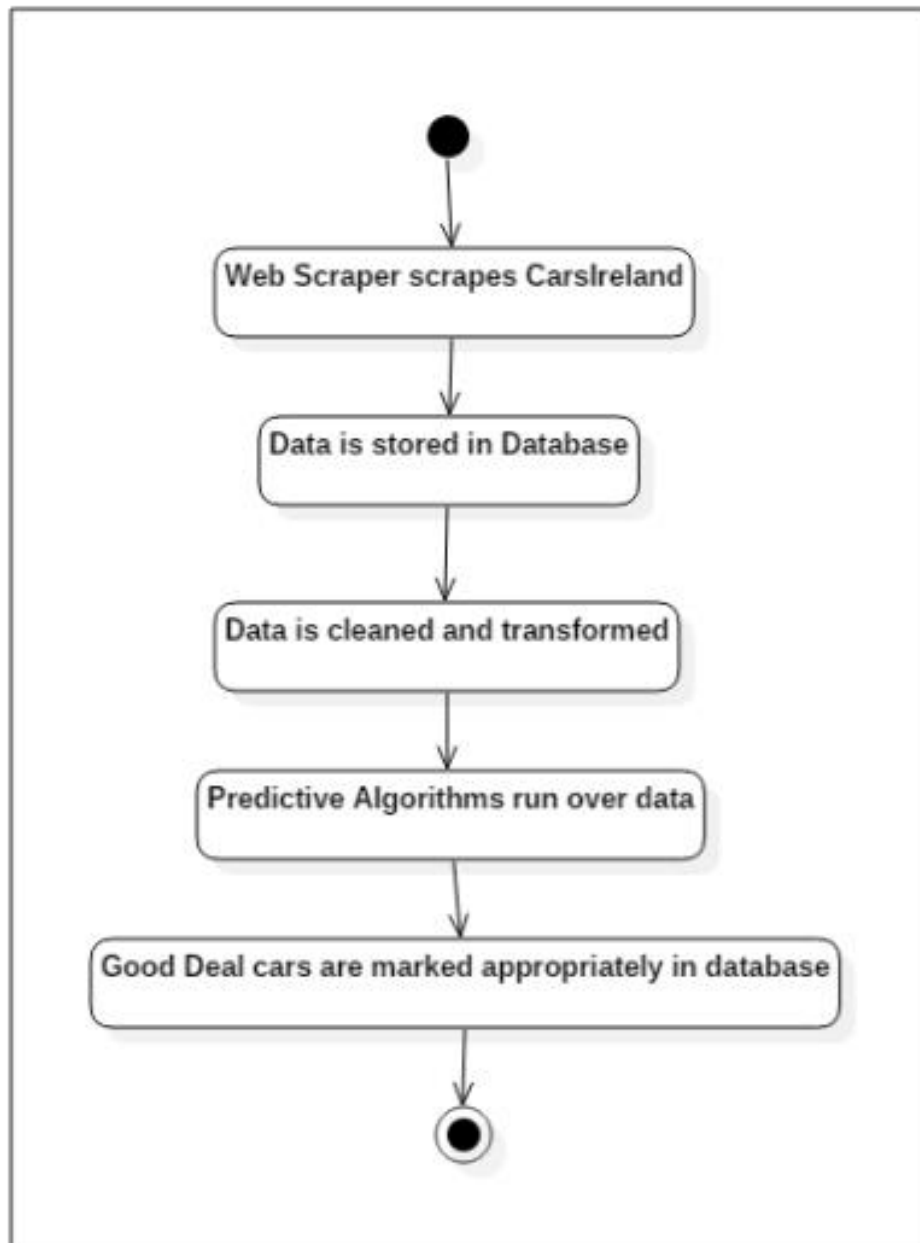 Web Scraper scrapes CarsIreland
Data is stored in Database
Data is cleaned and transformed
Predictive Algorithms run over data
Good Deal cars are marked appropriately in database